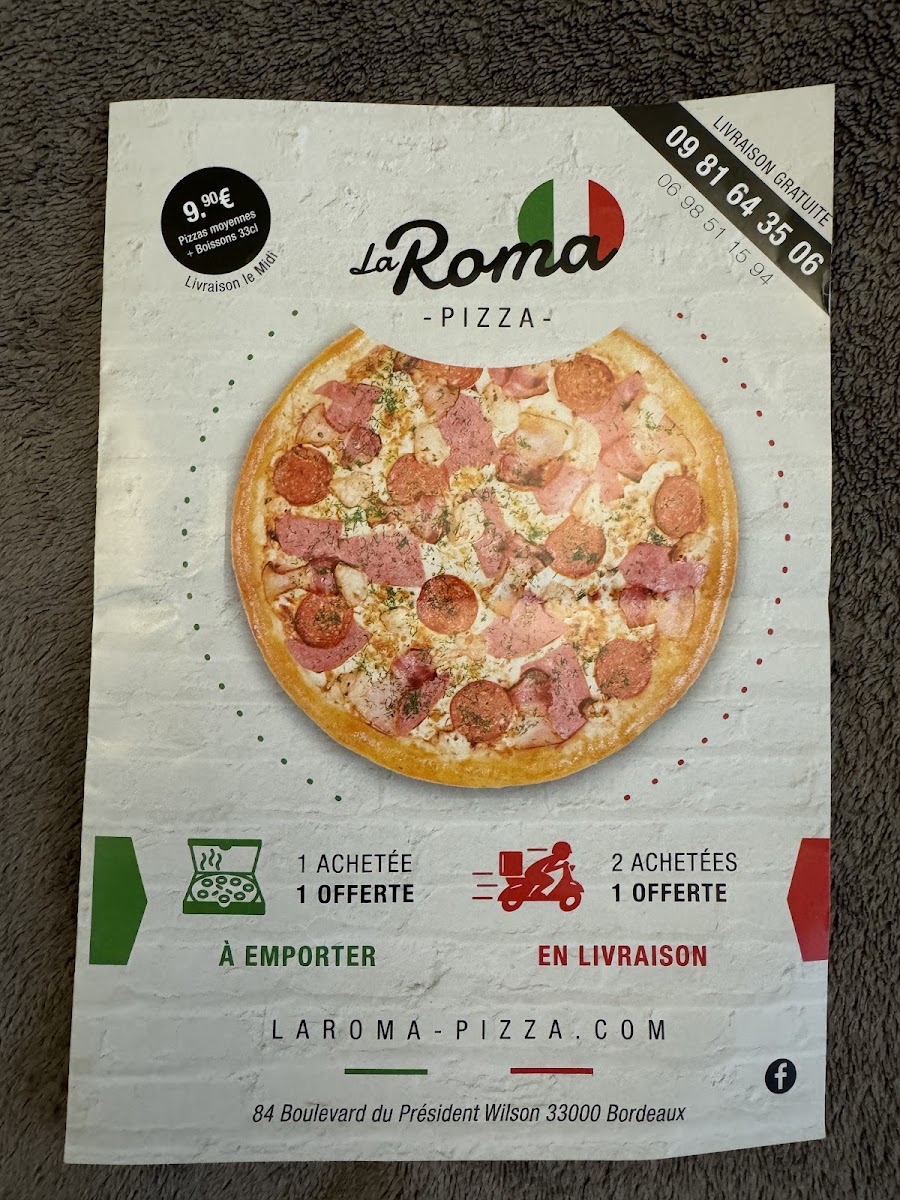 9.90€
Pizzas moyennes
+ Boissons 33cl
Livraison le Midi
LIVRAISON GRATUITE
09 81 64 35 06
06 98 51 15 94
La Roma
- PIZZA -
1 ACHETÉE
1 OFFERTE
À EMPORTER
2 ACHETÉES
1 OFFERTE
EN LIVRAISON
LAROMA-PIZZA.COM
f
84 Boulevard du Président Wilson 33000 Bordeaux